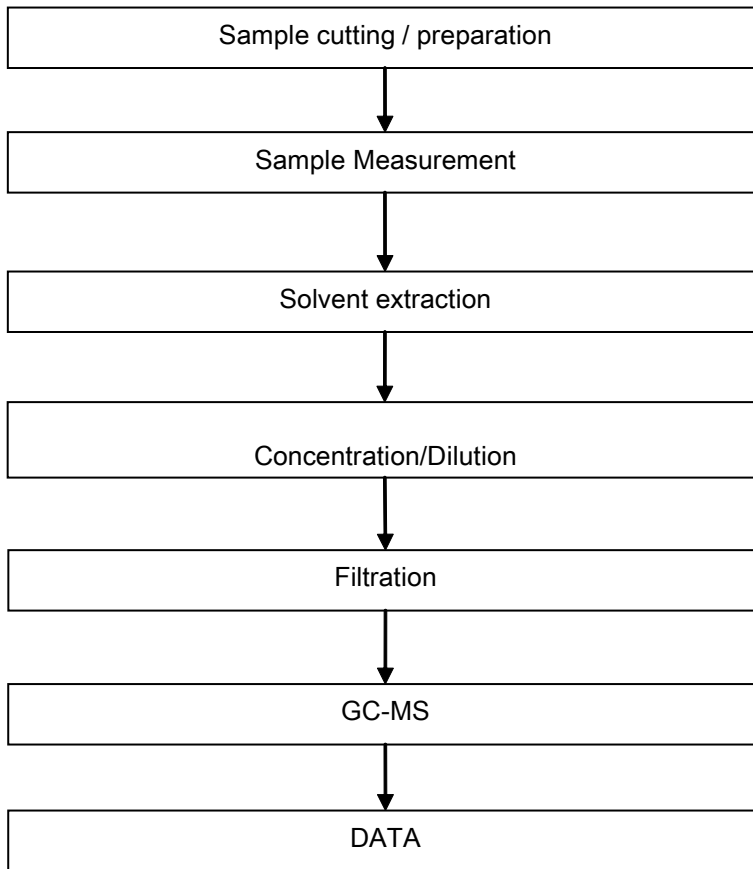 Sample cutting / preparation
Sample Measurement
Solvent extraction
Concentration/Dilution
Filtration
GC-MS
DATA